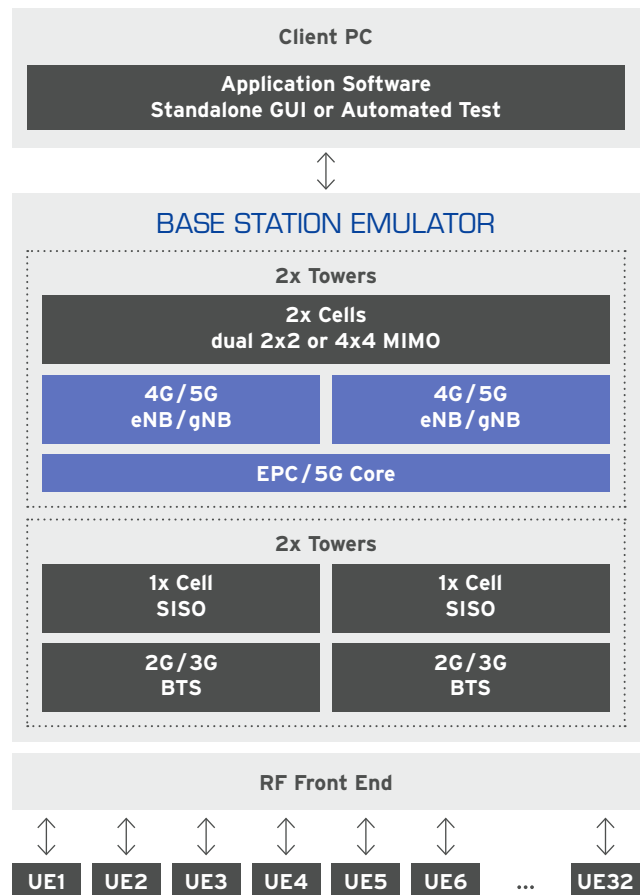 Client PC
Application Software
Standalone GUI or Automated Test
BASE STATION EMULATOR
2x Towers
2x Cells
dual 2x2 or 4x4 MIMO
4G/5G
eNB/gNB
4G/5G
eNB/gNB
EPC/5G Core
2x Towers
1x Cell
SISO
1x Cell
SISO
2G/3G
BTS
2G/3G
BTS
RF Front End
UE1 UE2 UE3 UE4 UE5 UE6 ... UE32